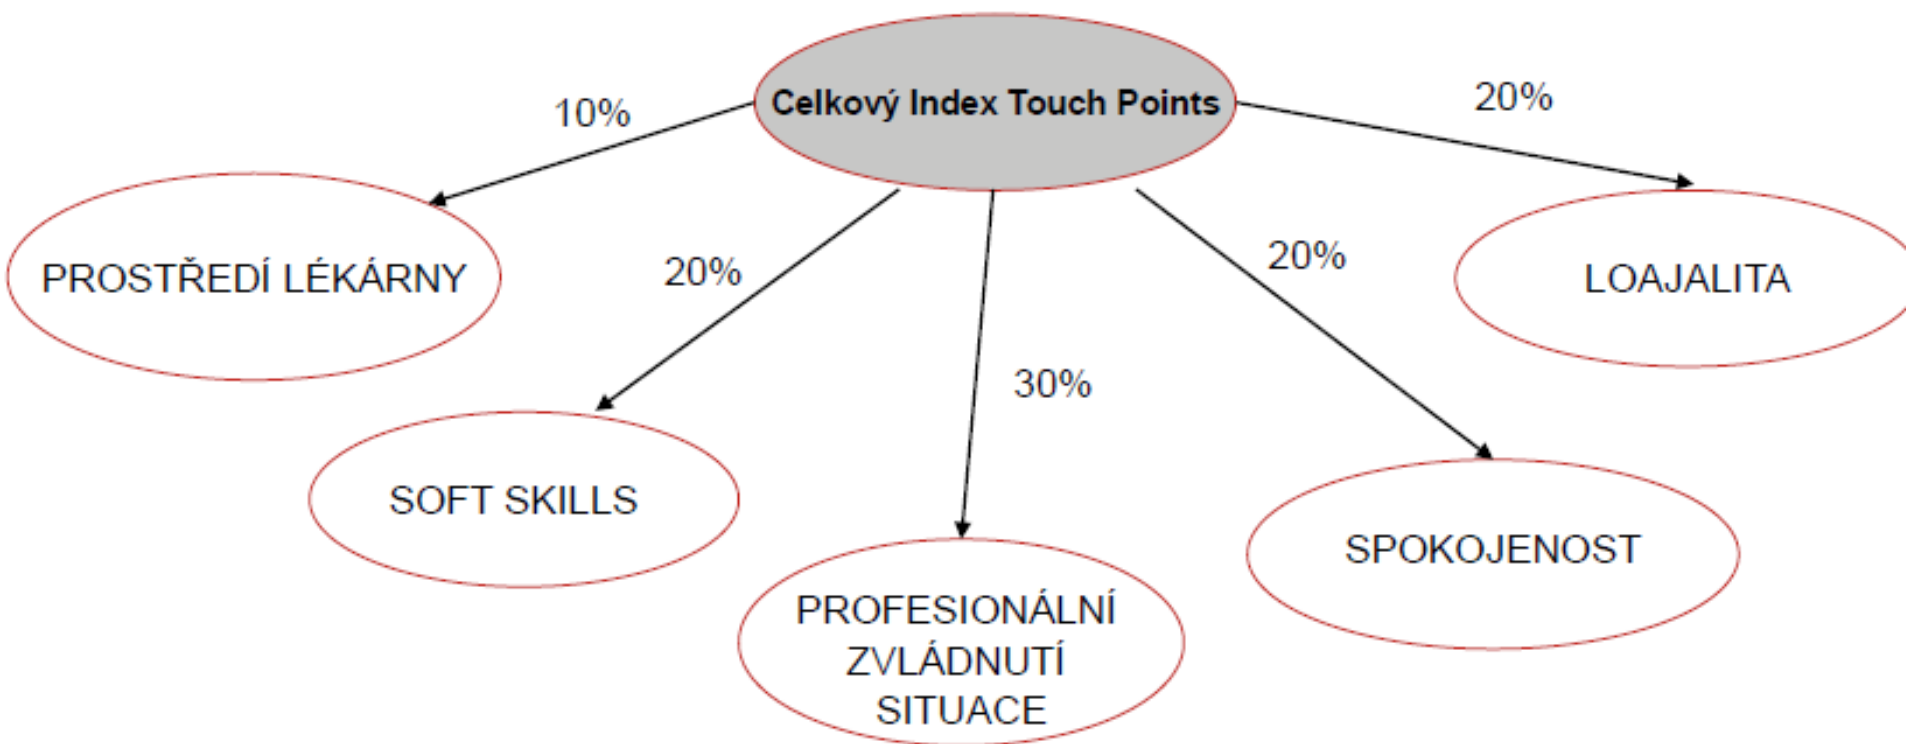 Celkový Index Touch Points
10%
20%
20%
30%
20%
PROSTŘEDÍ LÉKÁRNY
LOAJALITA
SOFT SKILLS
SPOKOJENOST
PROFESIONÁLNÍ
ZVLÁDNUTÍ
SITUACE